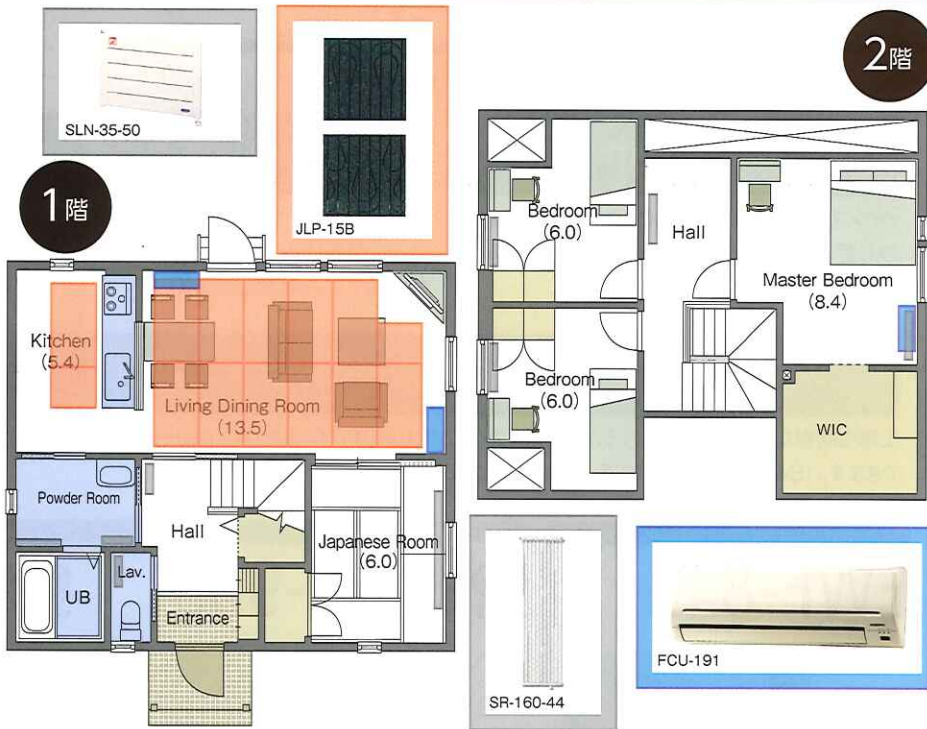 SLN-35-50
JLP-15B
2階
1階
Kitchen
(5.4)
Living Dining Room
(13.5)
Powder Room
Hall
Japanese Room
(6.0)
UB
Lav.
Entrance
Bedroom
(6.0)
Hall
Master Bedroom
(8.4)
Bedroom
(6.0)
WIC
SR-160-44
FCU-191